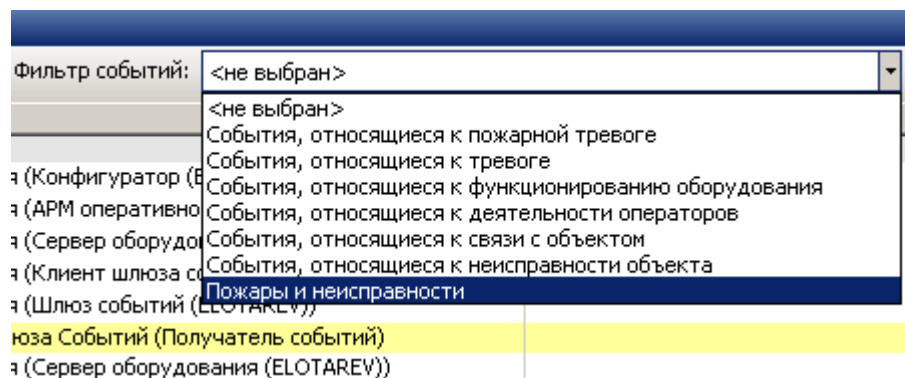 Фильтр событий: <не выбран>
<не выбран>
События, относящиеся к пожарной тревоге
События, относящиеся к тревоге
я (Конфигуратор
События, относящиеся к функционированию оборудования
я (АРМ
События, относящиеся к деятельности операторов
я (Сервер
События, относящиеся к связи с объектом
я (Клиент шлюза
События, относящиеся к неисправности объекта
Пожары и неисправности
я (Шлюз событий (ELOTAREV))
юза Событий (Получатель событий)
я (Сервер оборудования (ELOTAREV))